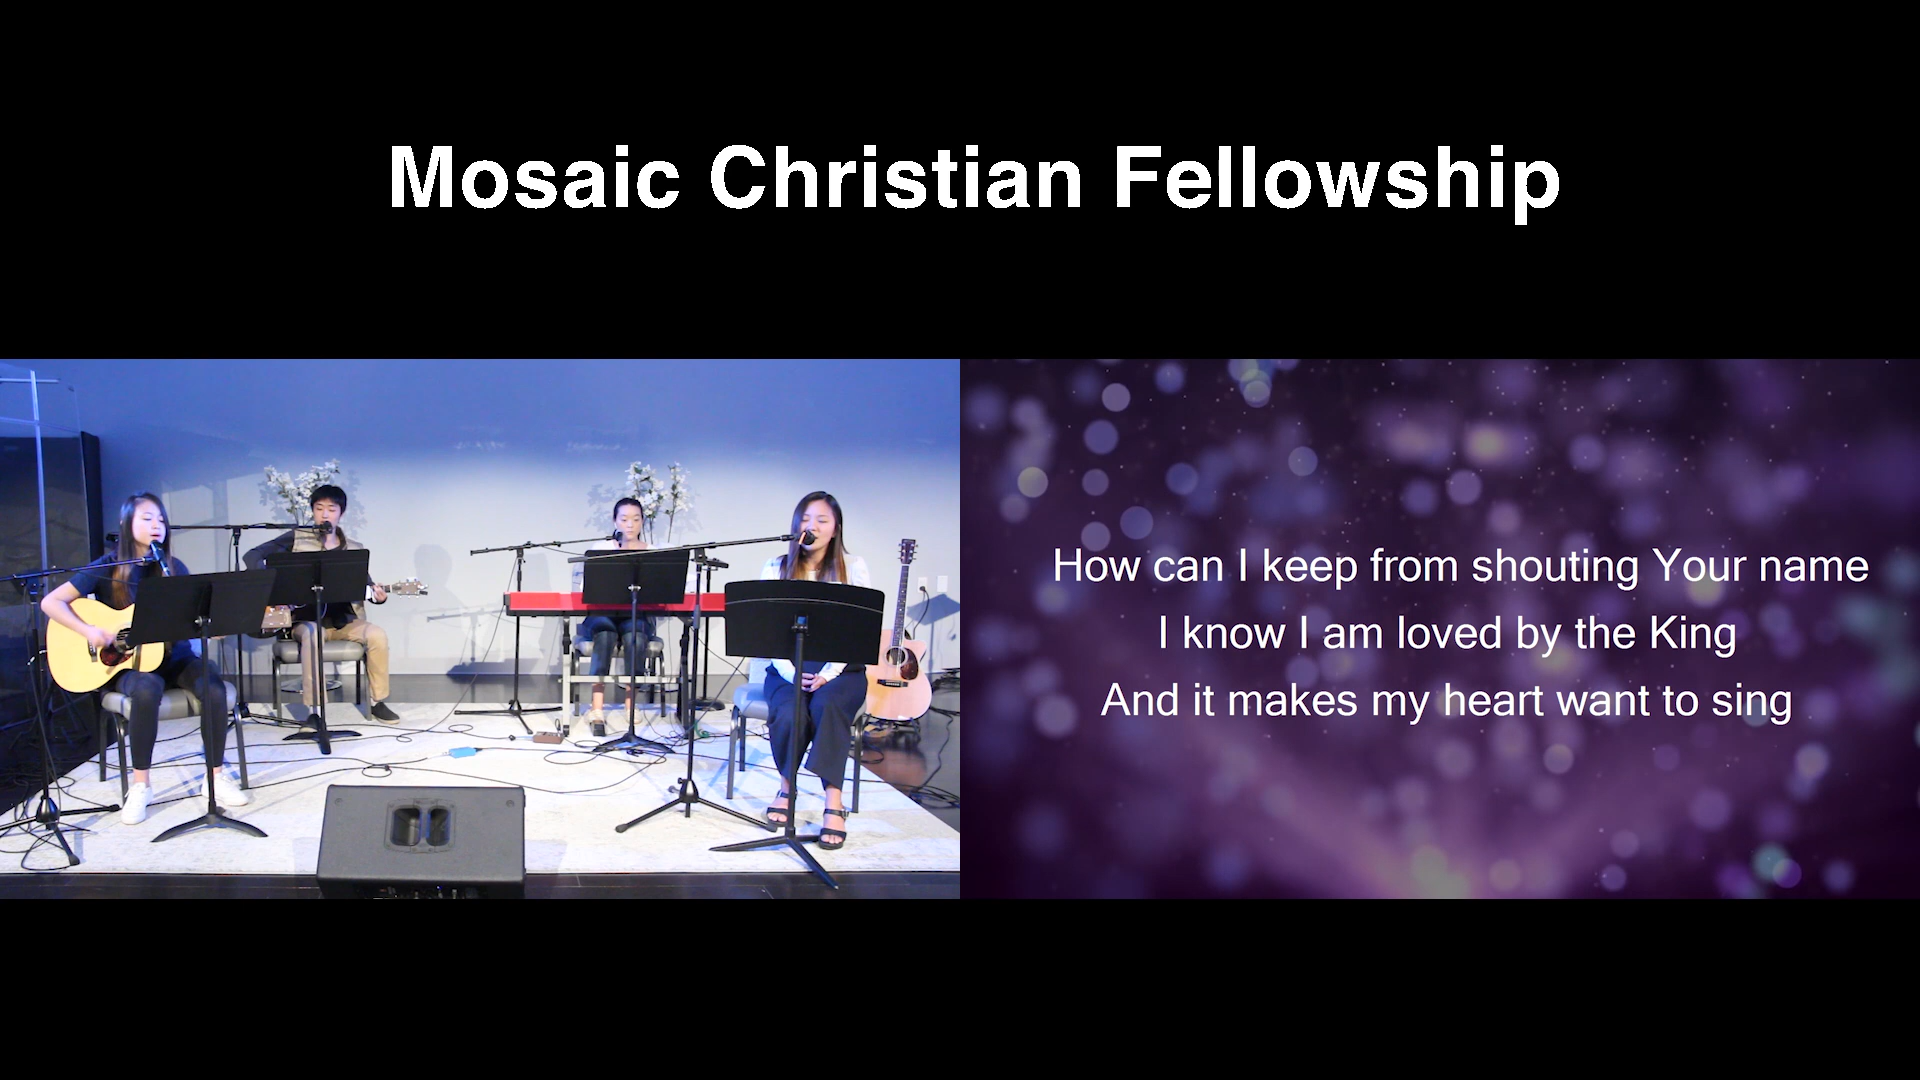 Mosaic Christian Fellowship
How can I keep from shouting Your name
I know I am loved by the King
And it makes my heart want to sing